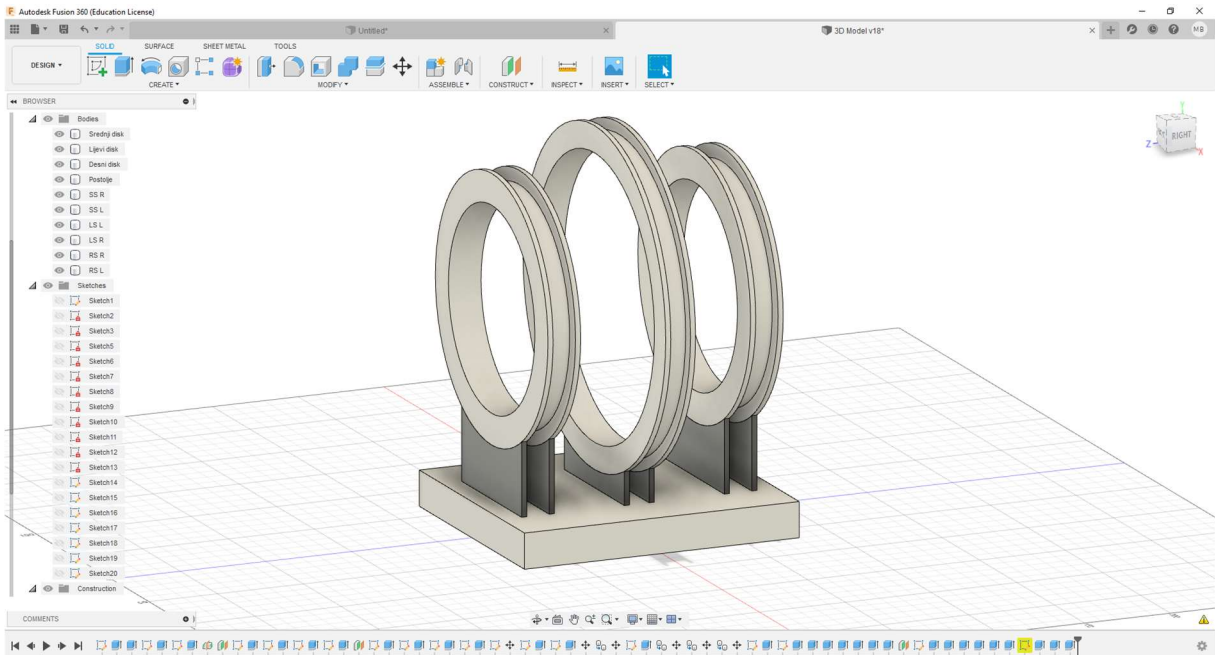 Autodesk Fusion 360 (Education License)
Untitled*
3D Model v18*
MB
SOLID SURFACE SHEET METAL TOOLS
DESIGN
CREATE MODIFY ASSEMBLE CONSTRUCT INSPECT INSERT SELECT
BROWSER
Bodies
Srednji disk
Lijevi disk
Desni disk
Postolje
SS R
SS L
LS L
LS R
RS R
RS L
Sketches
Sketch1
Sketch2
Sketch3
Sketch5
Sketch6
Sketch7
Sketch8
Sketch9
Sketch10
Sketch11
Sketch12
Sketch13
Sketch14
Sketch15
Sketch16
Sketch17
Sketch18
Sketch19
Sketch20
Construction
COMMENTS
Y
RIGHT
Z
X